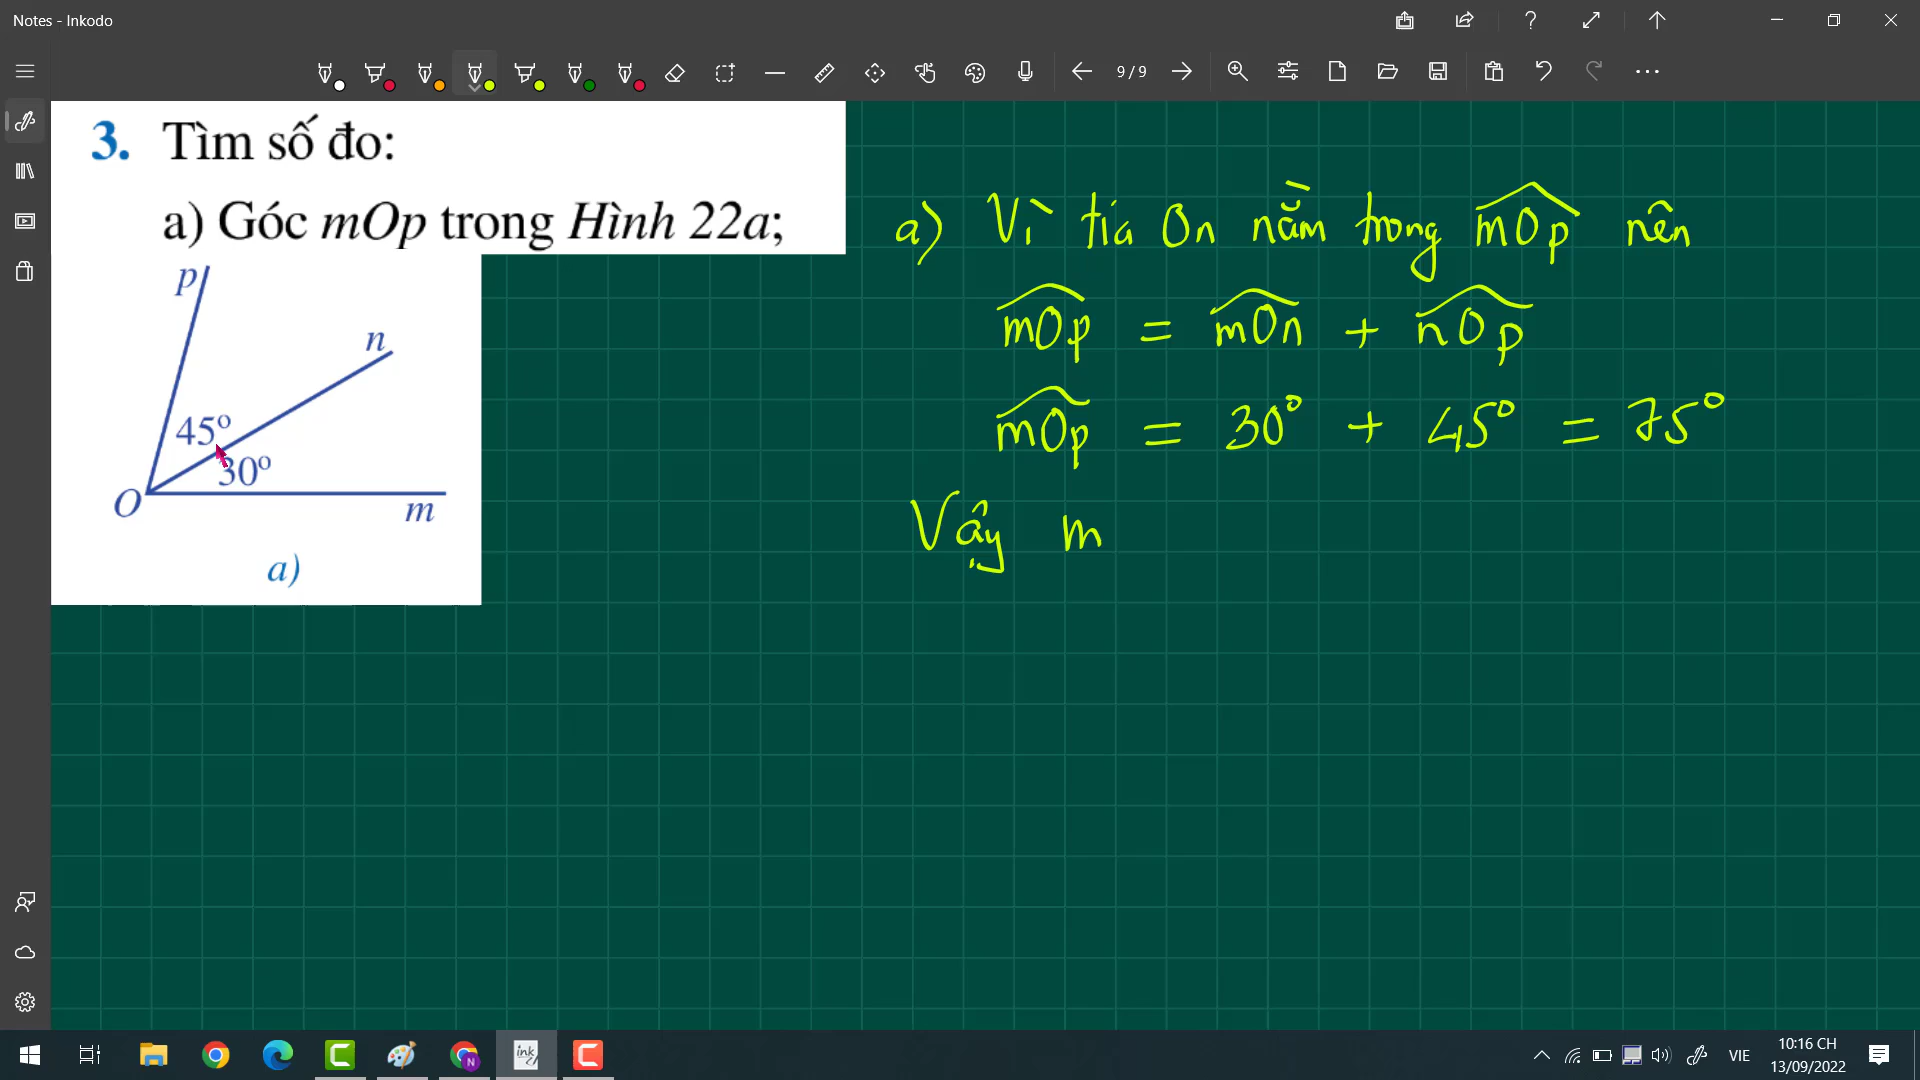 Notes - Inkodo
9 / 9
3. Tìm số đo:
a) Góc mOp trong Hình 22a;
p
n
45°
30°
O
m
a)
a) Vì tia On nằm trong mOp nên
mOp = mOn + nOp
mOp = 30° + 45° = 75°
Vậy m
ink
N
VIE
10:16 CH
13/09/2022